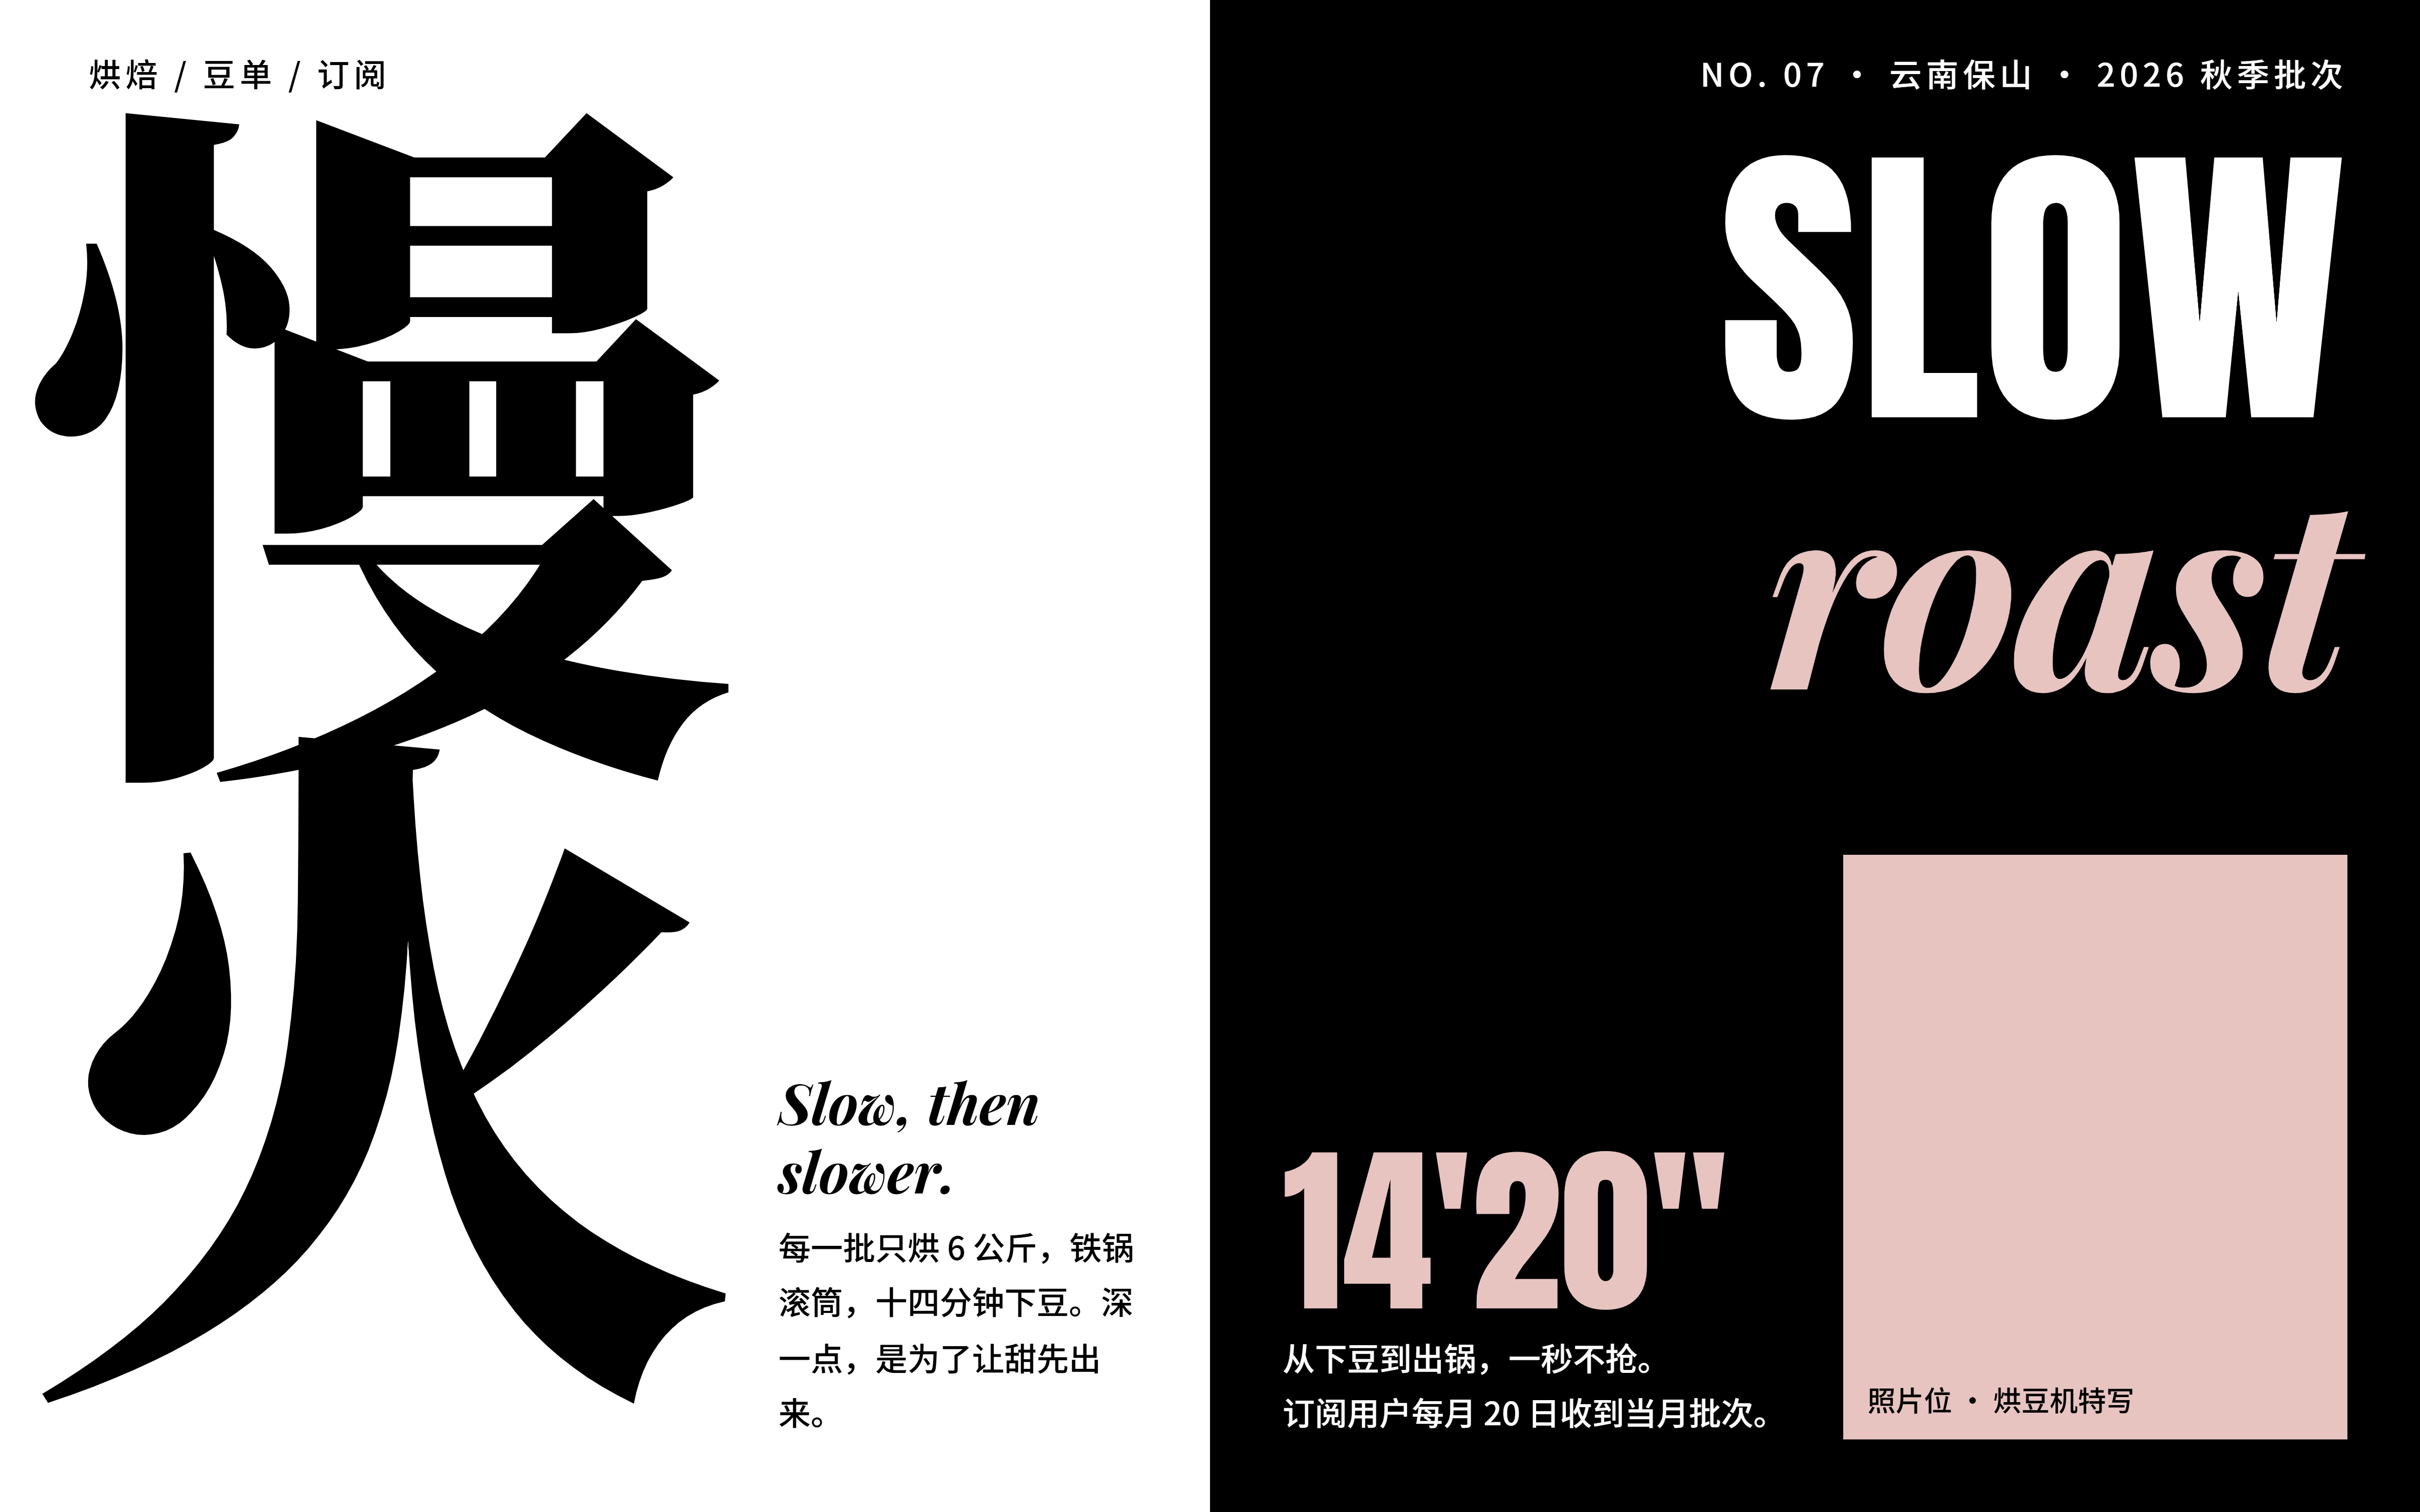 烘焙 / 豆单 / 订阅
慢
火
Slow, then
slower.
每一批只烘 6 公斤，铁锅
滚筒，十四分钟下豆。深
一点，是为了让甜先出
来。
NO. 07 · 云南保山 · 2026 秋季批次
SLOW
roast
14'20"
从下豆到出锅，一秒不抢。
订阅用户每月 20 日收到当月批次。
照片位 · 烘豆机特写